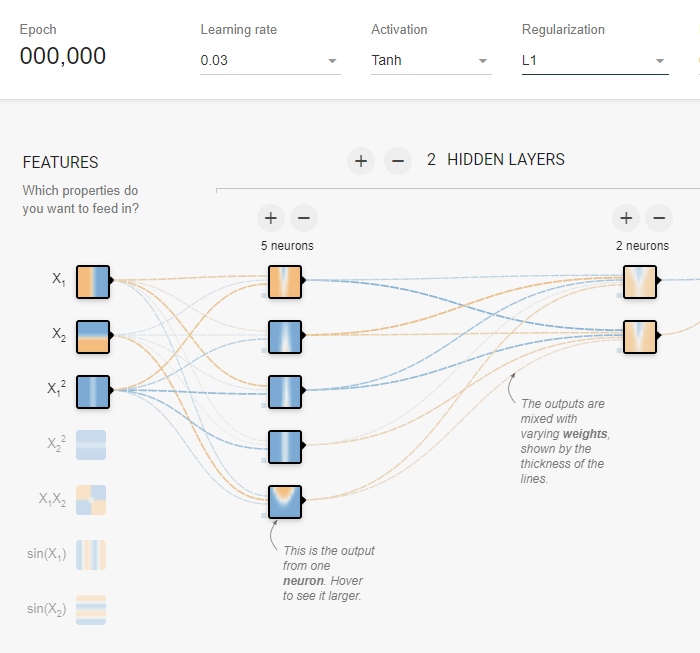 Epoch
000,000
Learning rate
0.03
Activation
Tanh
Regularization
L1
FEATURES
Which properties do
you want to feed in?
+ − 2 HIDDEN LAYERS
+ −
5 neurons
+ −
2 neurons
X₁
X₂
X₁²
X₂²
X₁X₂
sin(X₁)
sin(X₂)
The outputs are
mixed with
varying weights,
shown by the
thickness of the
lines.
This is the output
from one
neuron. Hover
to see it larger.